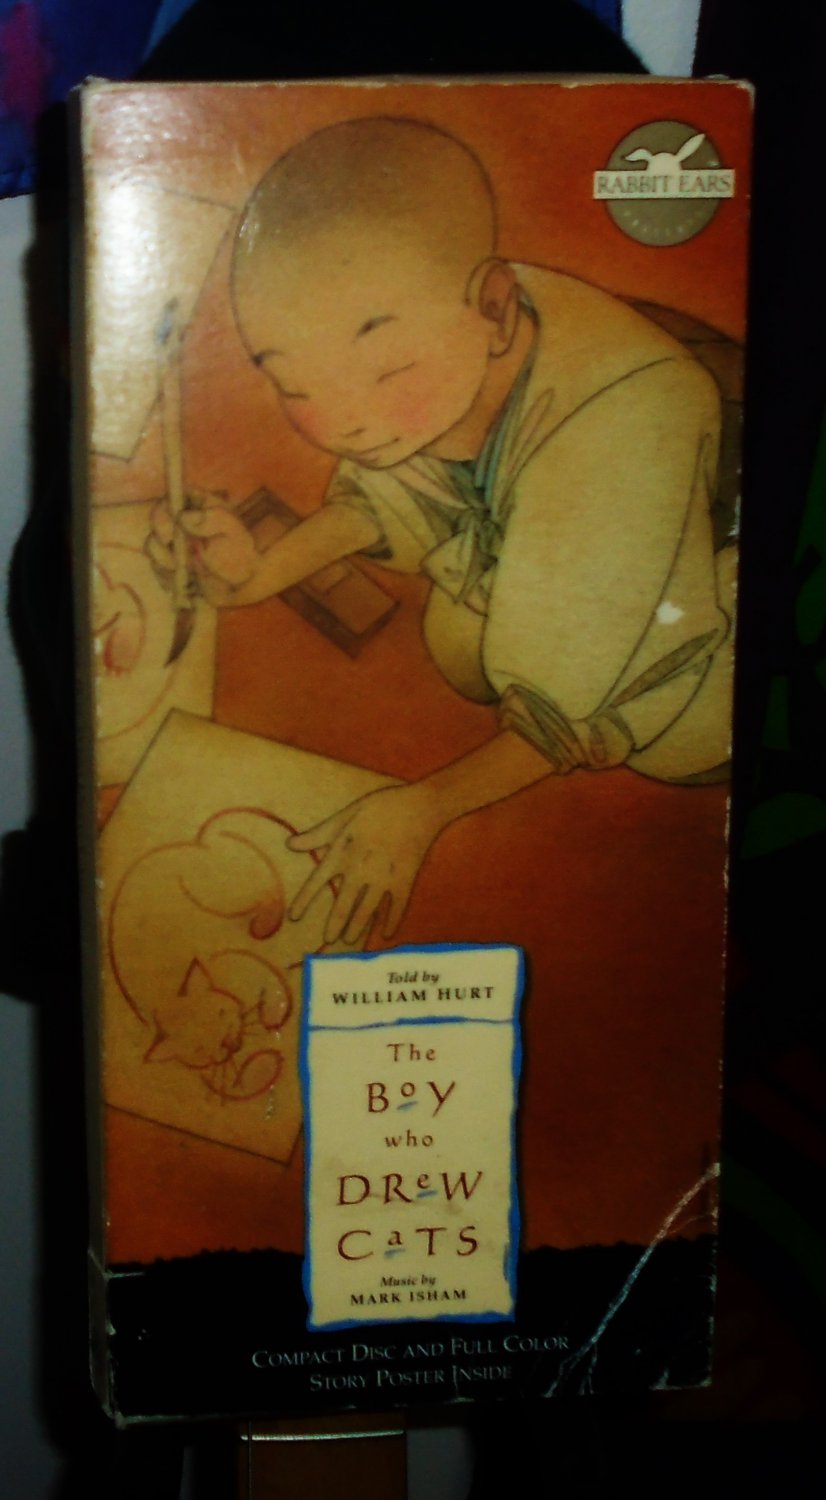 RABBIT EARS
Told by
WILLIAM HURT
The
BoY
who
DReW
CaTS
Music by
MARK ISHAM
COMPACT DISC AND FULL COLOR
STORY POSTER INSIDE